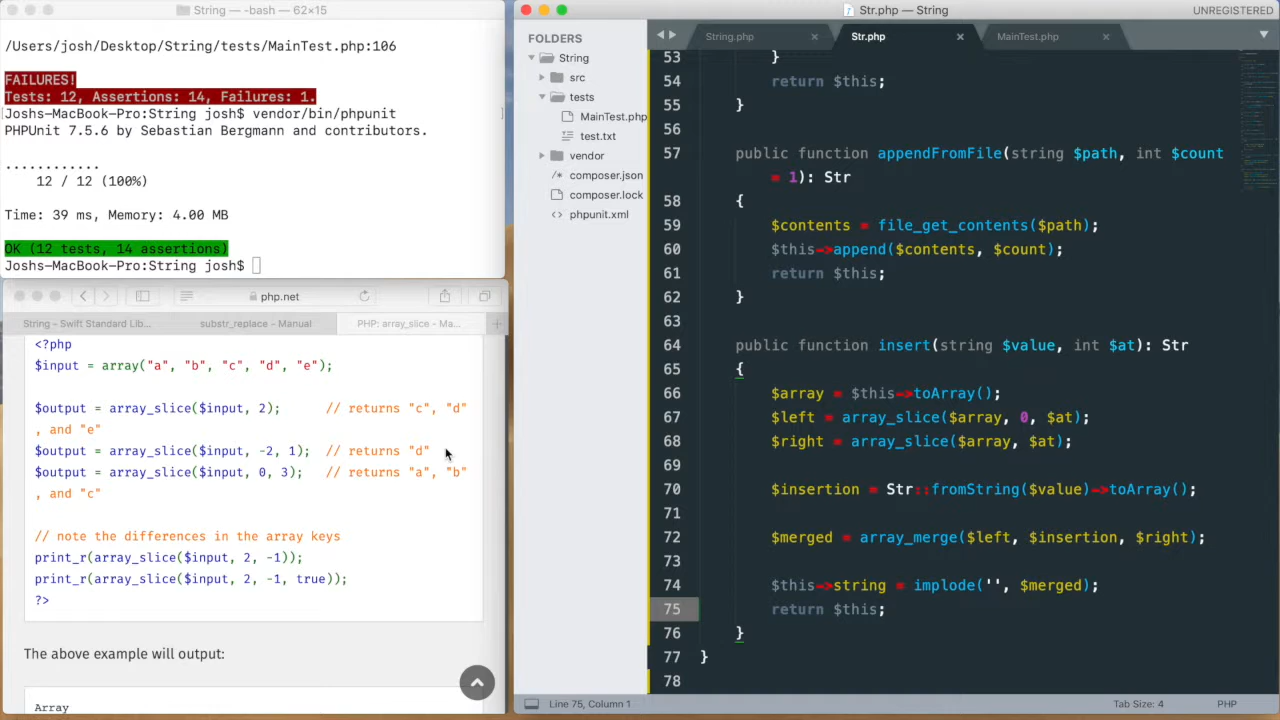 String — -bash — 62×15
/Users/josh/Desktop/String/tests/MainTest.php:106
FAILURES!
Tests: 12, Assertions: 14, Failures: 1.
Joshs-MacBook-Pro:String josh$ vendor/bin/phpunit
PHPUnit 7.5.6 by Sebastian Bergmann and contributors.
............
12 / 12 (100%)
Time: 39 ms, Memory: 4.00 MB
OK (12 tests, 14 assertions)
Joshs-MacBook-Pro:String josh$
php.net
String - Swift Standard Lib...
substr_replace - Manual
PHP: array_slice - Ma...
<?php
$input = array("a", "b", "c", "d", "e");
$output = array_slice($input, 2);      // returns "c", "d"
, and "e"
$output = array_slice($input, -2, 1);  // returns "d"
$output = array_slice($input, 0, 3);   // returns "a", "b"
, and "c"
// note the differences in the array keys
print_r(array_slice($input, 2, -1));
print_r(array_slice($input, 2, -1, true));
?>
The above example will output:
Array
Str.php — String
UNREGISTERED
FOLDERS
String
src
tests
MainTest.php
test.txt
vendor
composer.json
composer.lock
phpunit.xml
String.php
Str.php
MainTest.php
53 }
54 return $this;
55 }
56
57 public function appendFromFile(string $path, int $count
= 1): Str
58 {
59 $contents = file_get_contents($path);
60 $this->append($contents, $count);
61 return $this;
62 }
63
64 public function insert(string $value, int $at): Str
65 {
66 $array = $this->toArray();
67 $left = array_slice($array, 0, $at);
68 $right = array_slice($array, $at);
69
70 $insertion = Str::fromString($value)->toArray();
71
72 $merged = array_merge($left, $insertion, $right);
73
74 $this->string = implode('', $merged);
75 return $this;
76 }
77 }
78
Line 75, Column 1
Tab Size: 4
PHP